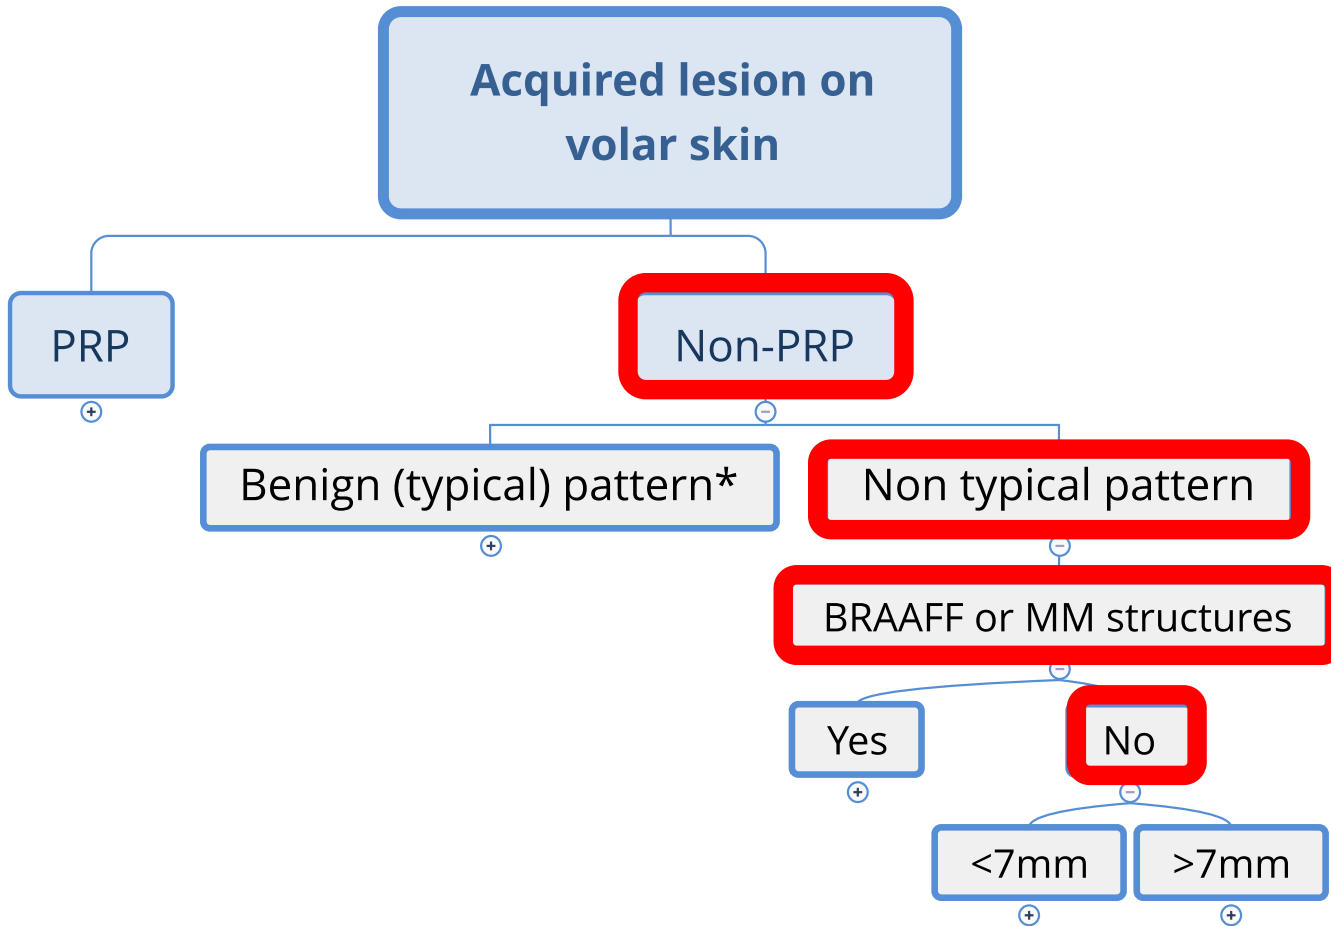 Acquired lesion on
volar skin
PRP
Non-PRP
Benign (typical) pattern*
Non typical pattern
BRAAFF or MM structures
Yes
No
<7mm
>7mm